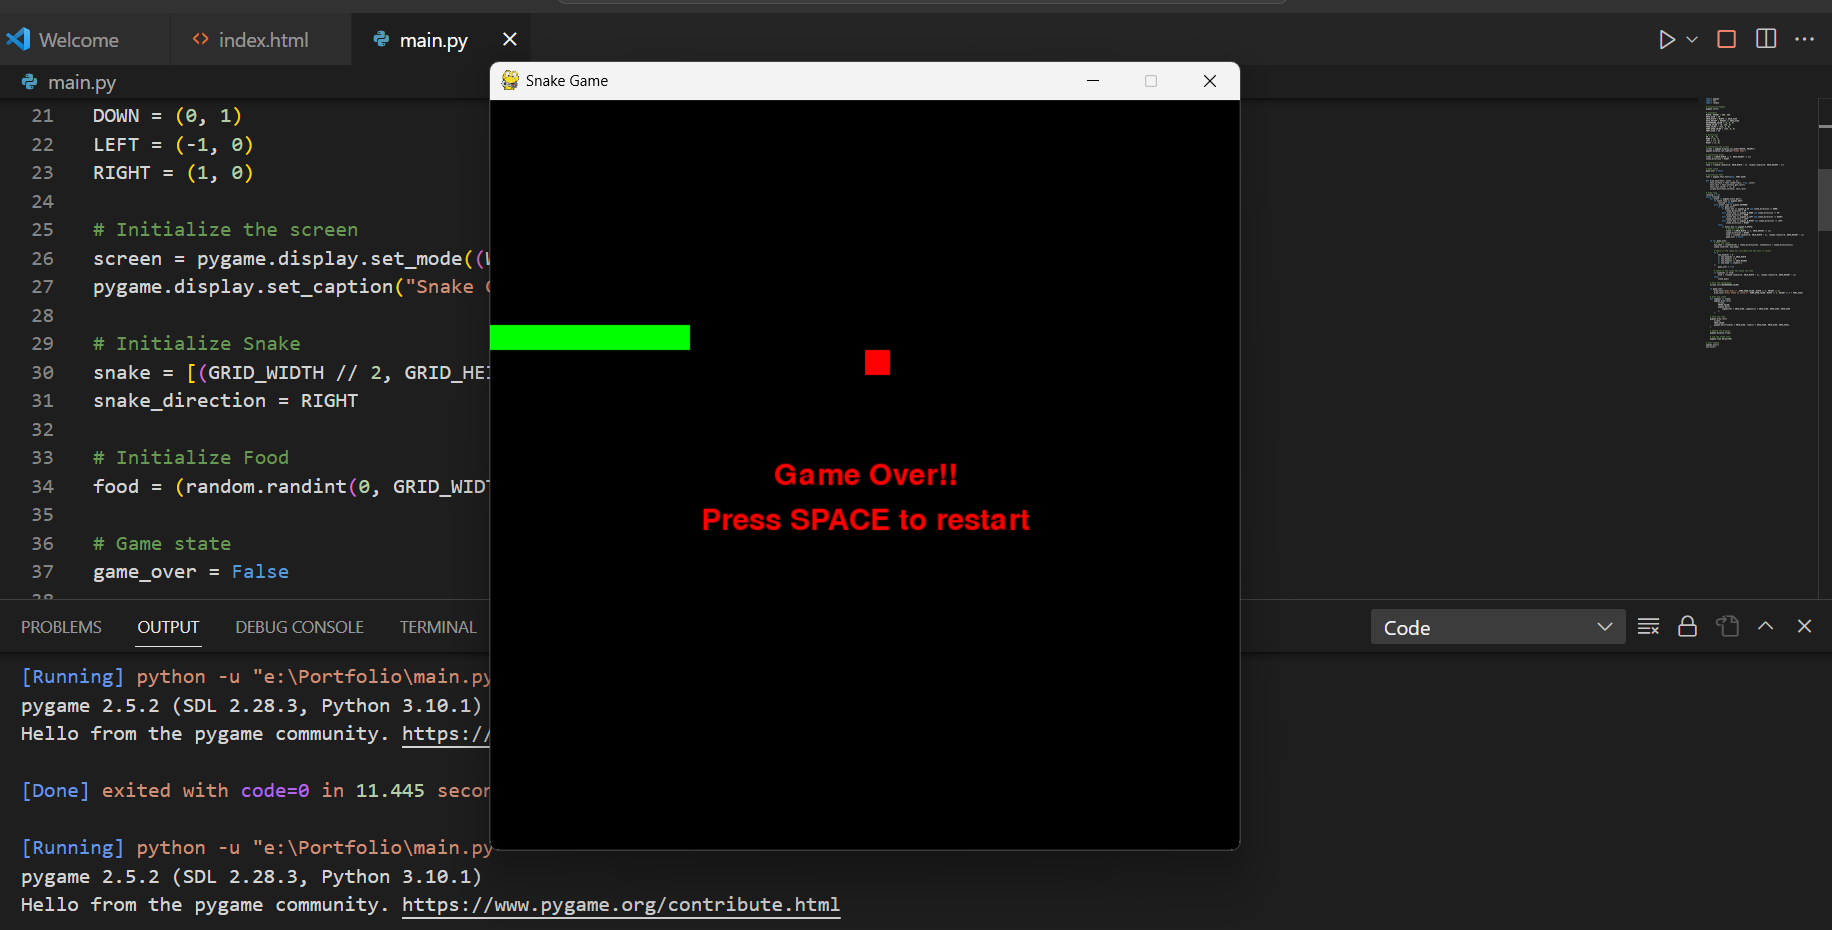 Welcome
index.html
main.py
main.py
Snake Game
21 DOWN = (0, 1)
22 LEFT = (-1, 0)
23 RIGHT = (1, 0)
24
25 # Initialize the screen
26 screen = pygame.display.set_mode((
27 pygame.display.set_caption("Snake
28
29 # Initialize Snake
30 snake = [(GRID_WIDTH // 2, GRID_HEI
31 snake_direction = RIGHT
32
33 # Initialize Food
34 food = (random.randint(0, GRID_WID
35
36 # Game state
37 game_over = False
Game Over!!
Press SPACE to restart
PROBLEMS
OUTPUT
DEBUG CONSOLE
TERMINAL
Code
[Running] python -u "e:\Portfolio\main.py
pygame 2.5.2 (SDL 2.28.3, Python 3.10.1)
Hello from the pygame community. https://
[Done] exited with code=0 in 11.445 secon
[Running] python -u "e:\Portfolio\main.py
pygame 2.5.2 (SDL 2.28.3, Python 3.10.1)
Hello from the pygame community. https://www.pygame.org/contribute.html